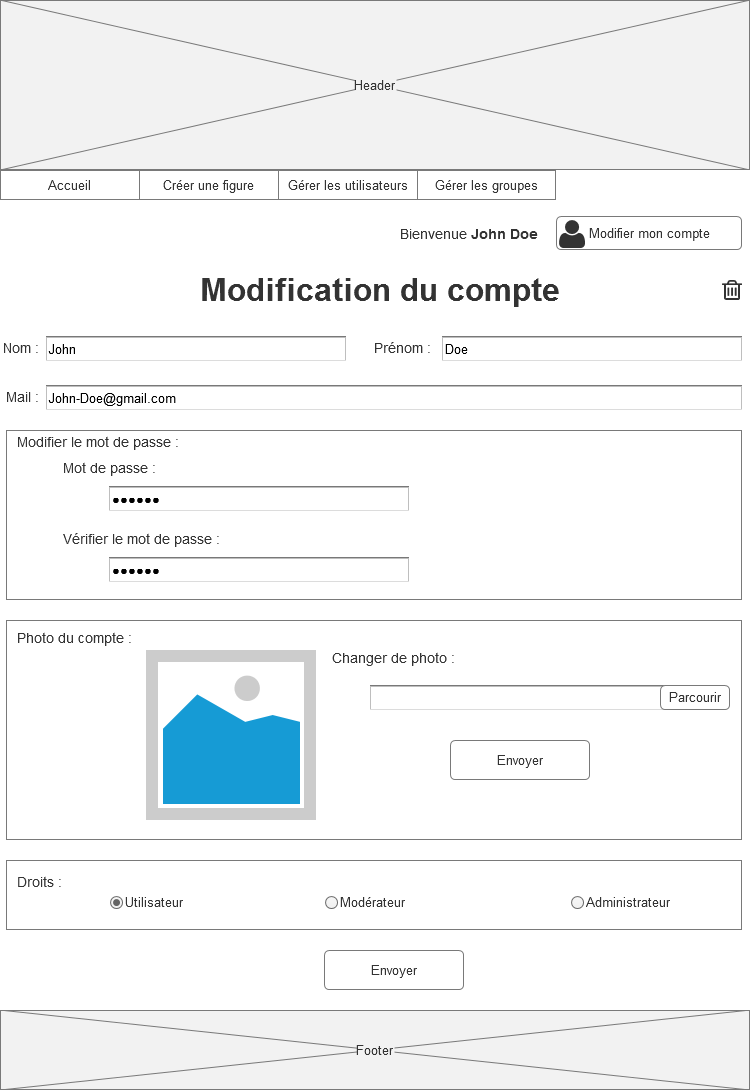 Header
Accueil Créer une figure Gérer les utilisateurs Gérer les groupes
Bienvenue John Doe Modifier mon compte
Modification du compte
Nom : John Prénom : Doe
Mail : John-Doe@gmail.com
Modifier le mot de passe :
Mot de passe :
••••••
Vérifier le mot de passe :
••••••
Photo du compte :
Changer de photo :
Parcourir
Envoyer
Droits :
Utilisateur Modérateur Administrateur
Envoyer
Footer